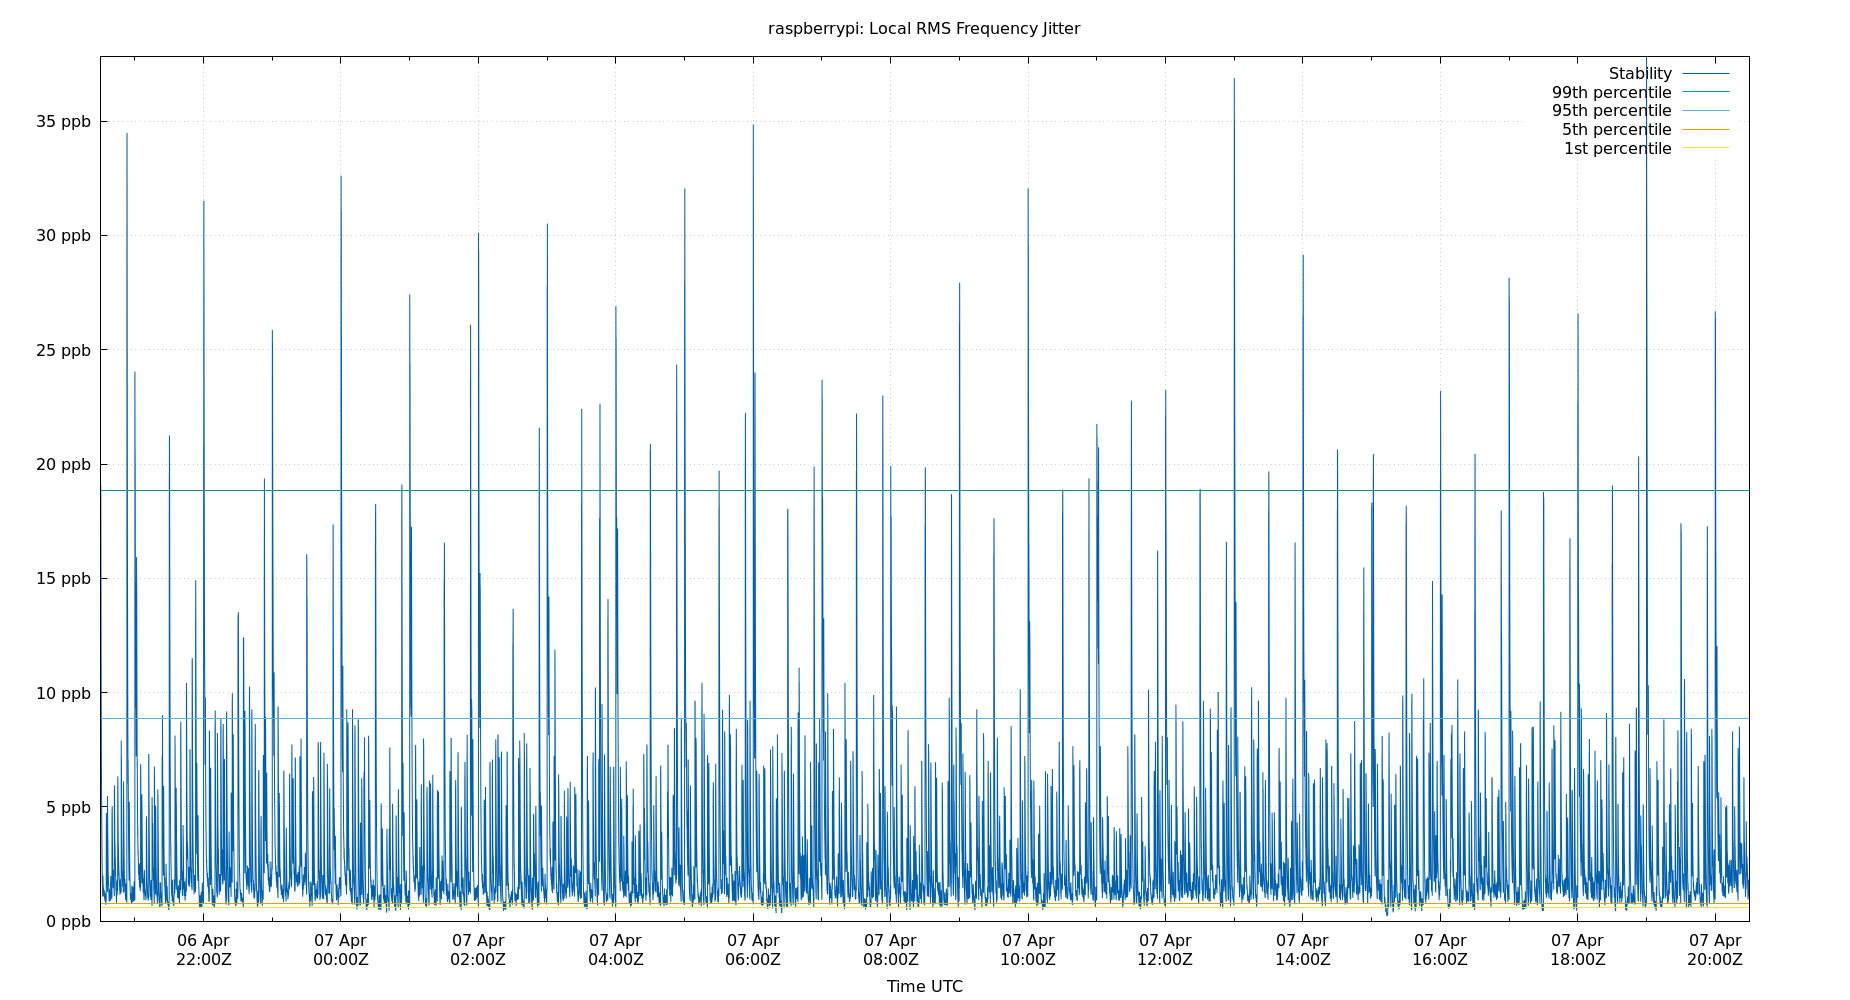 raspberrypi: Local RMS Frequency Jitter
Stability
99th percentile
95th percentile
5th percentile
1st percentile
35 ppb
30 ppb
25 ppb
20 ppb
15 ppb
10 ppb
5 ppb
0 ppb
06 Apr 07 Apr 07 Apr 07 Apr 07 Apr 07 Apr 07 Apr 07 Apr 07 Apr 07 Apr 07 Apr 07 Apr
22:00Z 00:00Z 02:00Z 04:00Z 06:00Z 08:00Z 10:00Z 12:00Z 14:00Z 16:00Z 18:00Z 20:00Z
Time UTC